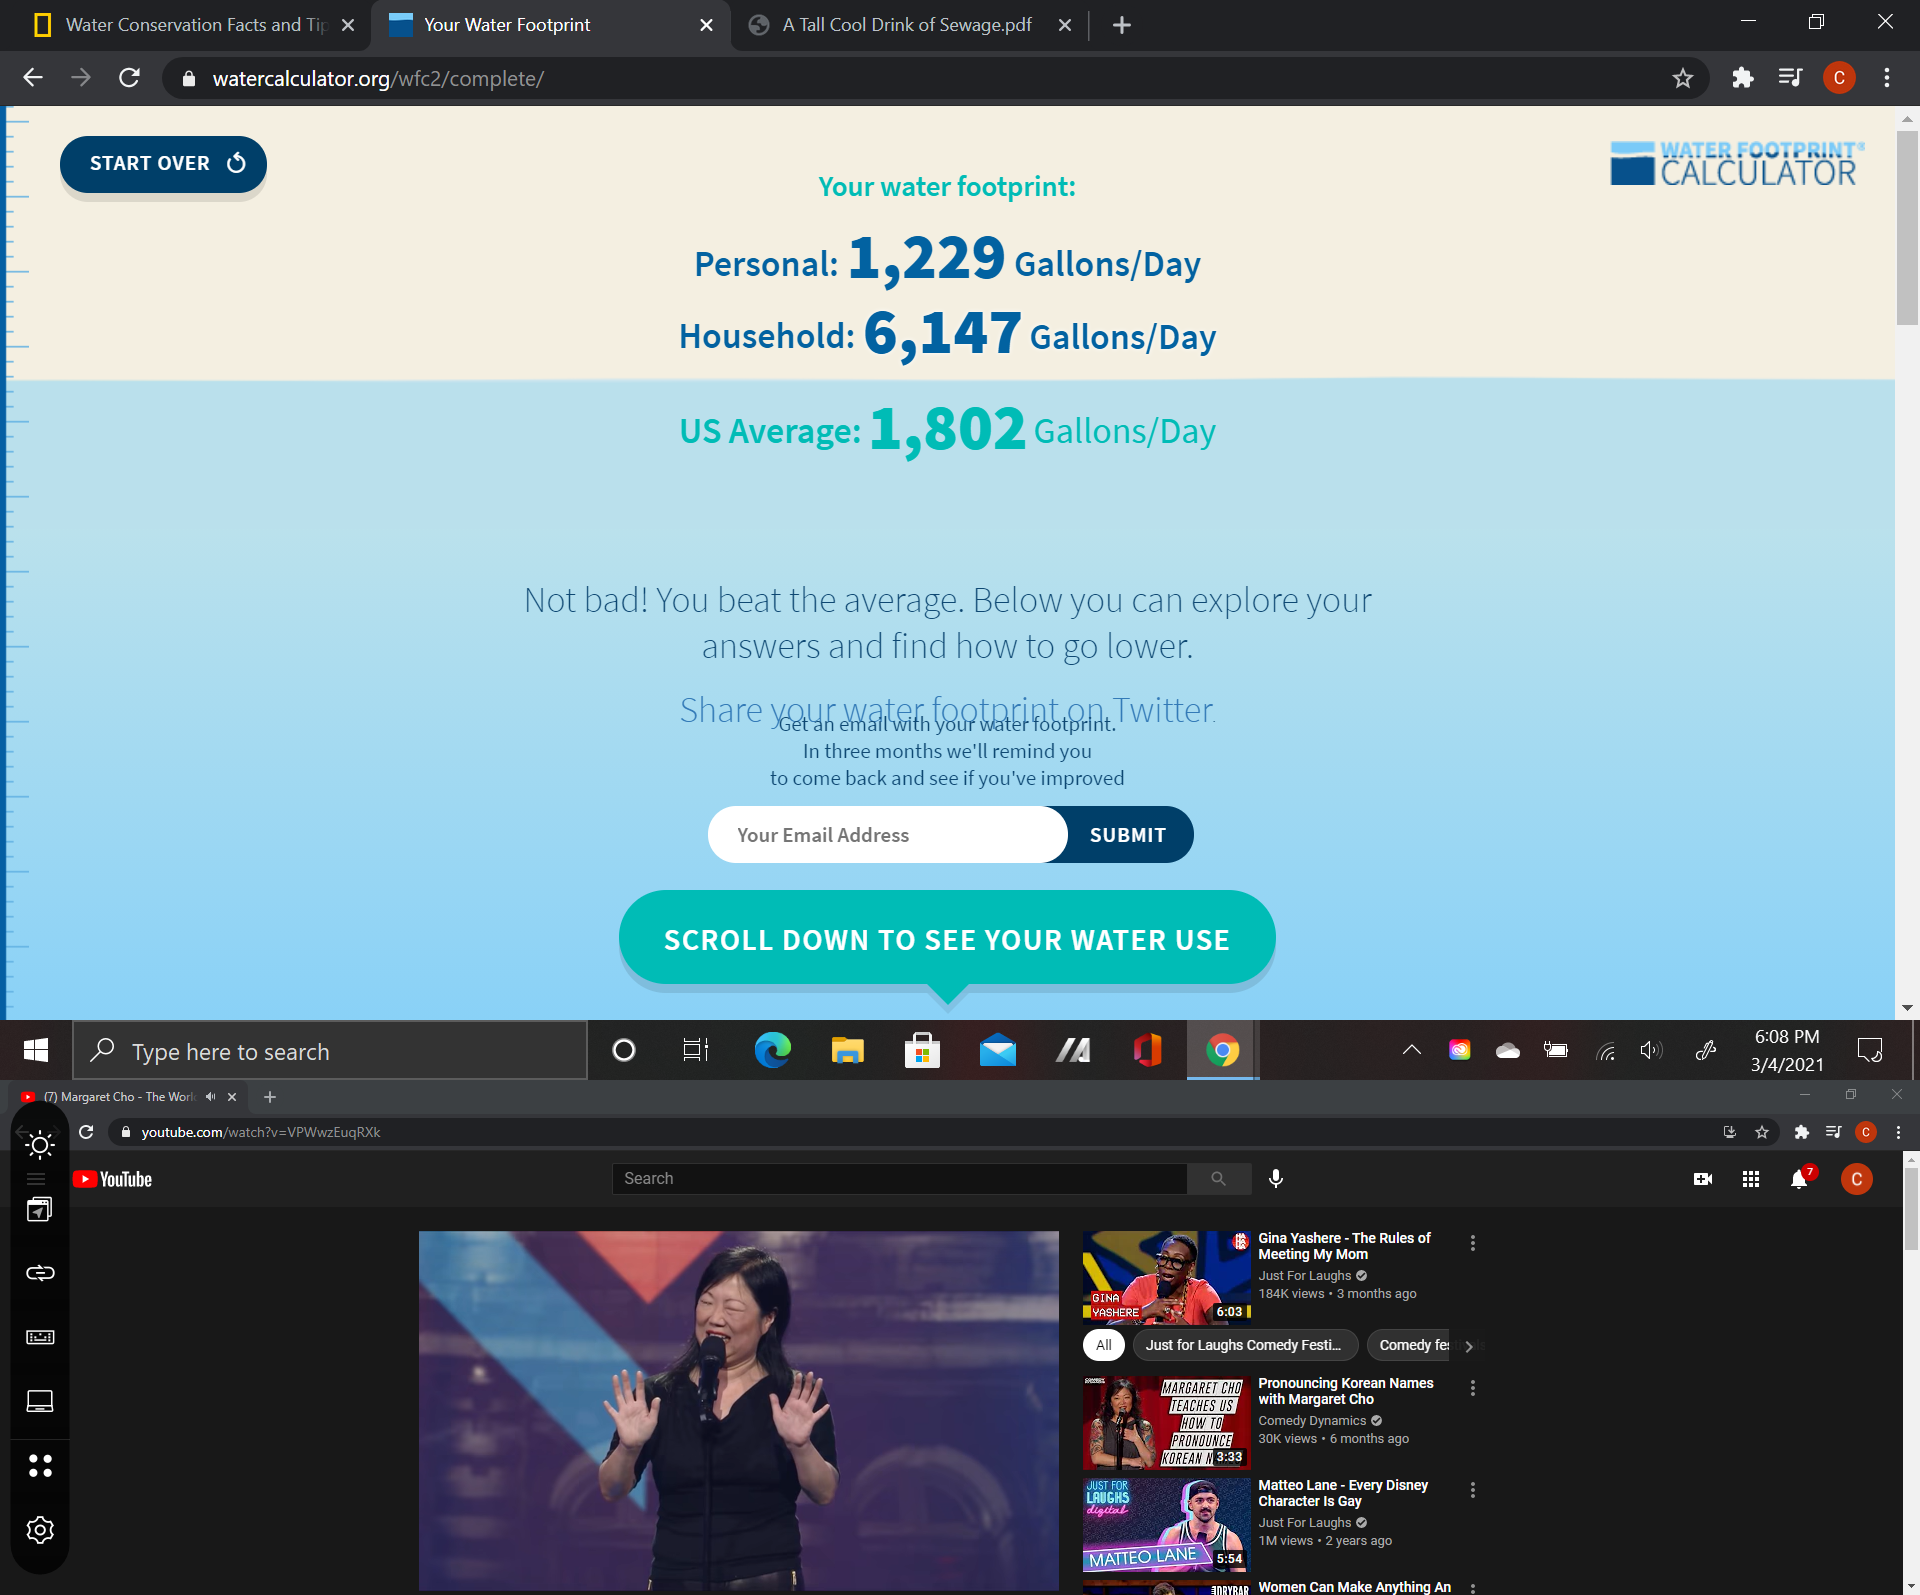 Water Conservation Facts and Tip
Your Water Footprint
A Tall Cool Drink of Sewage.pdf
watercalculator.org/wfc2/complete/
C
START OVER
WATER FOOTPRINT
CALCULATOR
Your water footprint:
Personal: 1,229 Gallons/Day
Household: 6,147 Gallons/Day
US Average: 1,802 Gallons/Day
Not bad! You beat the average. Below you can explore your
answers and find how to go lower.
Share your water footprint on Twitter.
Get an email with your water footprint.
In three months we'll remind you
to come back and see if you've improved
Your Email Address
SUBMIT
SCROLL DOWN TO SEE YOUR WATER USE
Type here to search
6:08 PM
3/4/2021
(7) Margaret Cho - The Worl
youtube.com/watch?v=VPWwzEuqRXk
C
YouTube
Search
7
C
Gina Yashere - The Rules of
Meeting My Mom
Just For Laughs
184K views • 3 months ago
GINA
YASHERE
6:03
All
Just for Laughs Comedy Festi...
Comedy fes
MARGARET CHO
TEACHES US
HOW TO
PRONOUNCE
KOREAN N
3:33
Pronouncing Korean Names
with Margaret Cho
Comedy Dynamics
30K views • 6 months ago
JUST FOR
LAUGHS
digital
MATTEO LANE
5:54
Matteo Lane - Every Disney
Character Is Gay
Just For Laughs
1M views • 2 years ago
DRYBAR
Women Can Make Anything An